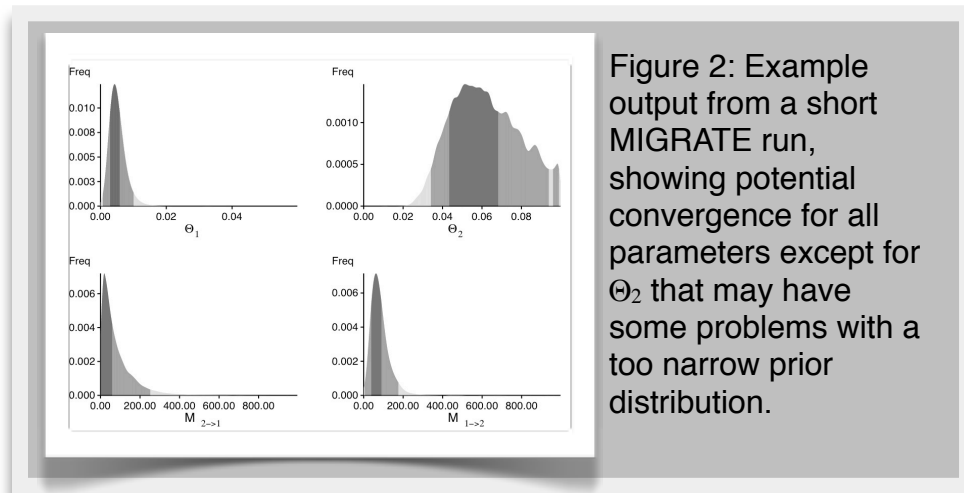 Freq
0.010
0.008
0.005
0.003
0.000
0.00 0.02 0.04
Θ1
Freq
0.0010
0.0005
0.0000
0.00 0.02 0.04 0.06 0.08
Θ2
Freq
0.006
0.004
0.002
0.000
0.00 200.00 400.00 600.00 800.00
M 2->1
Freq
0.006
0.004
0.002
0.000
0.00 200.00 400.00 600.00 800.00
M 1->2
Figure 2: Example
output from a short
MIGRATE run,
showing potential
convergence for all
parameters except for
Θ2 that may have
some problems with a
too narrow prior
distribution.